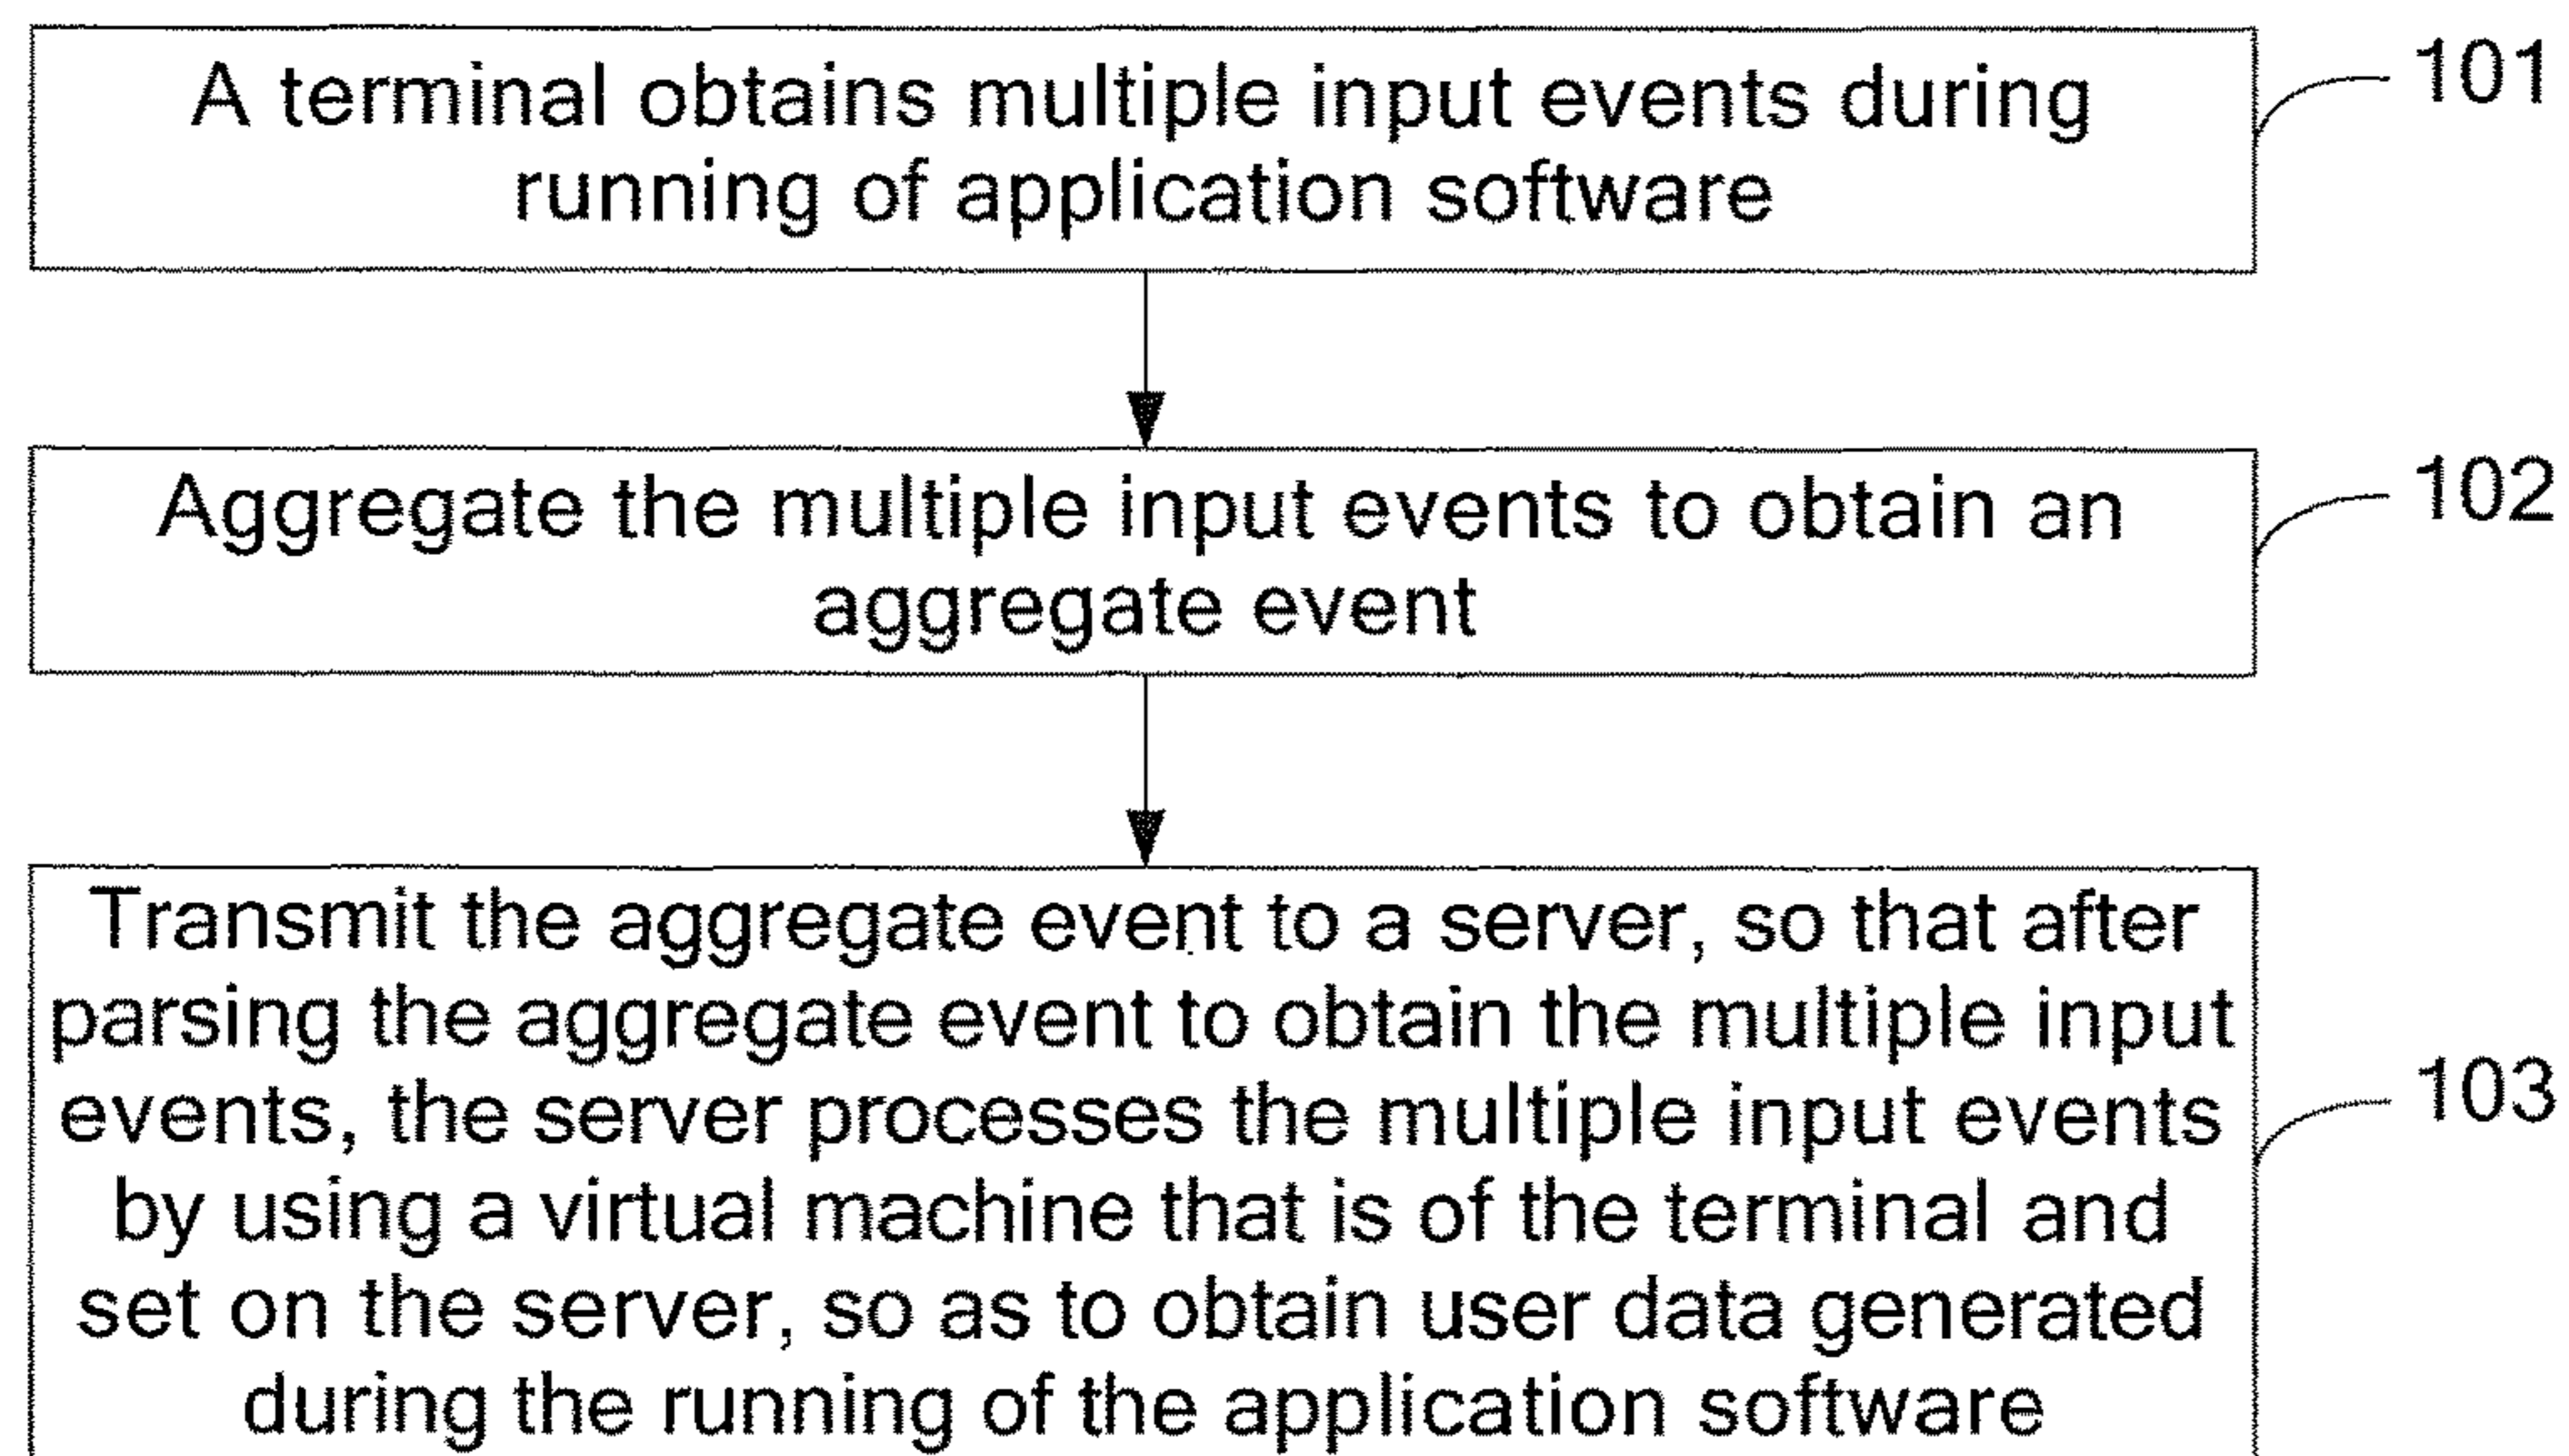 A terminal obtains multiple input events during
running of application software
101
Aggregate the multiple input events to obtain an
aggregate event
102
Transmit the aggregate event to a server, so that after
parsing the aggregate event to obtain the multiple input
events, the server processes the multiple input events
by using a virtual machine that is of the terminal and
set on the server, so as to obtain user data generated
during the running of the application software
103